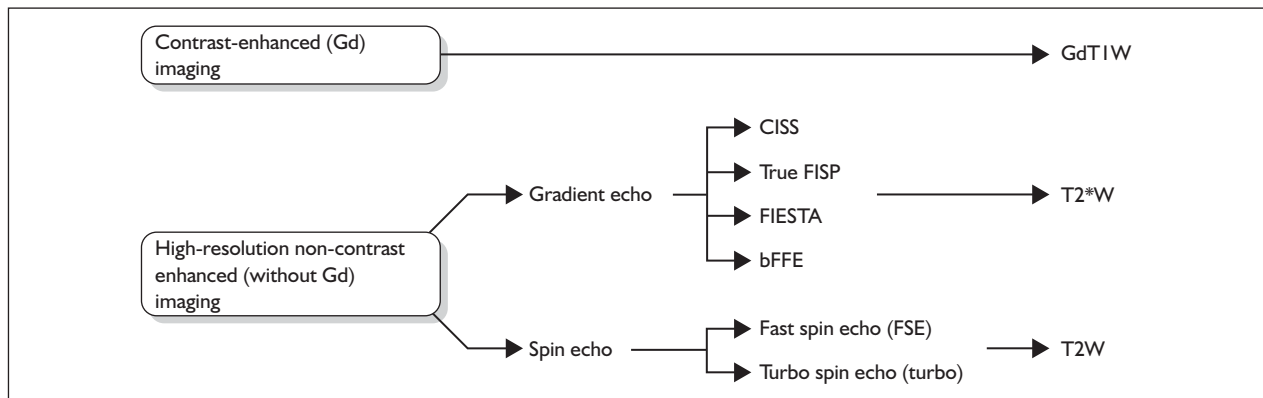 Contrast-enhanced (Gd)
imaging
GdT1W
CISS
True FISP
Gradient echo
T2*W
FIESTA
High-resolution non-contrast
enhanced (without Gd)
imaging
bFFE
Fast spin echo (FSE)
Spin echo
T2W
Turbo spin echo (turbo)